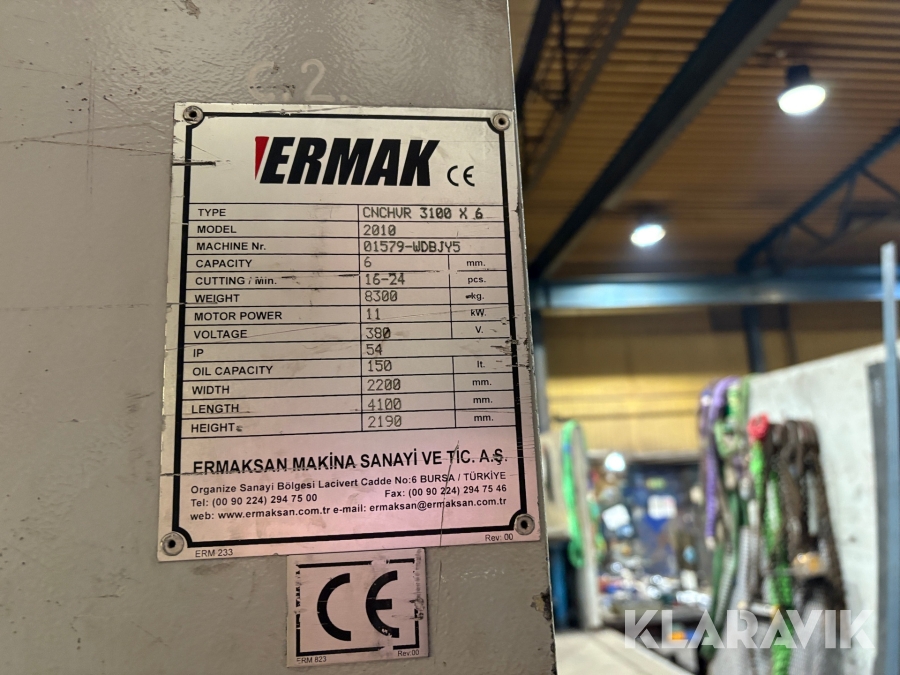 C2.
ERMAK CE
TYPE CNCHVR 3100 X 6
MODEL 2010
MACHINE Nr. 01579-WDBJY5
CAPACITY 6 mm.
CUTTING / Min. 16-24 pcs.
WEIGHT 8300 kg.
MOTOR POWER 11 kW.
VOLTAGE 380 V.
IP 54
OIL CAPACITY 150 lt.
WIDTH 2200 mm.
LENGTH 4100 mm.
HEIGHT 2190 mm.
ERMAKSAN MAKİNA SANAYİ VE TİC. A.Ş.
Organize Sanayi Bölgesi Lacivert Cadde No:6 BURSA / TÜRKİYE
Tel: (00 90 224) 294 75 00 Fax: (00 90 224) 294 75 46
web: www.ermaksan.com.tr e-mail: ermaksan@ermaksan.com.tr
ERM 233 Rev: 00
CE
ERM 823 Rev:00
KLARAVIK